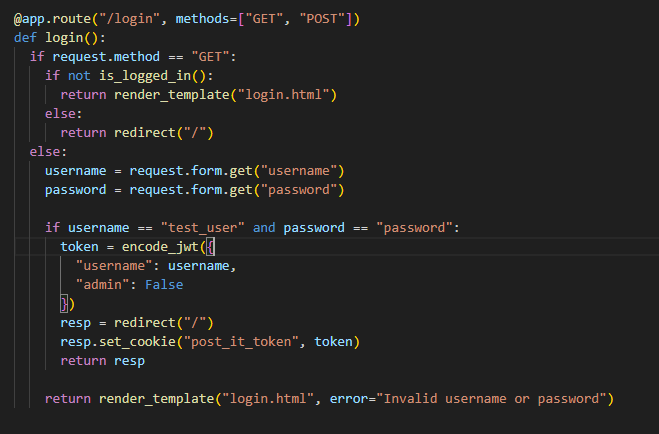 @app.route("/login", methods=["GET", "POST"])
def login():
  if request.method == "GET":
    if not is_logged_in():
      return render_template("login.html")
    else:
      return redirect("/")
  else:
    username = request.form.get("username")
    password = request.form.get("password")

    if username == "test_user" and password == "password":
      token = encode_jwt({
        "username": username,
        "admin": False
      })
      resp = redirect("/")
      resp.set_cookie("post_it_token", token)
      return resp

    return render_template("login.html", error="Invalid username or password")